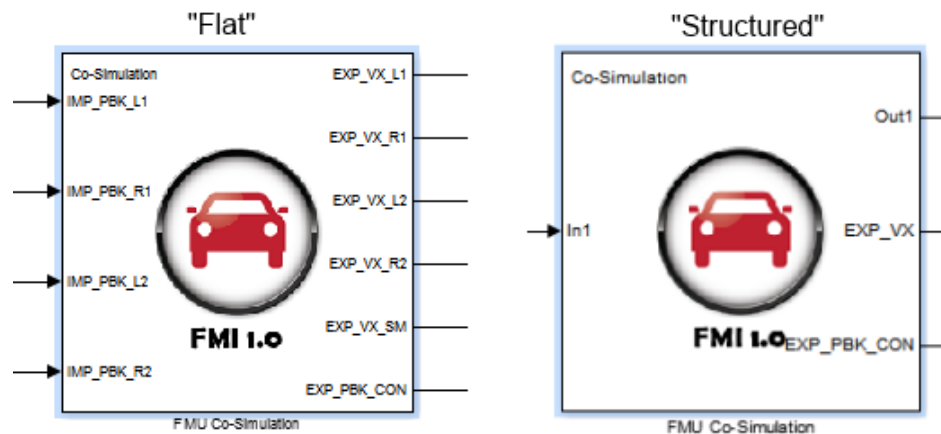 "Flat"
Co-Simulation
IMP_PBK_L1
IMP_PBK_R1
IMP_PBK_L2
IMP_PBK_R2
EXP_VX_L1
EXP_VX_R1
EXP_VX_L2
EXP_VX_R2
EXP_VX_SM
EXP_PBK_CON
FMI 1.0
FMU Co-Simulation
"Structured"
Co-Simulation
In1
Out1
EXP_VX
EXP_PBK_CON
FMI 1.0
FMU Co-Simulation